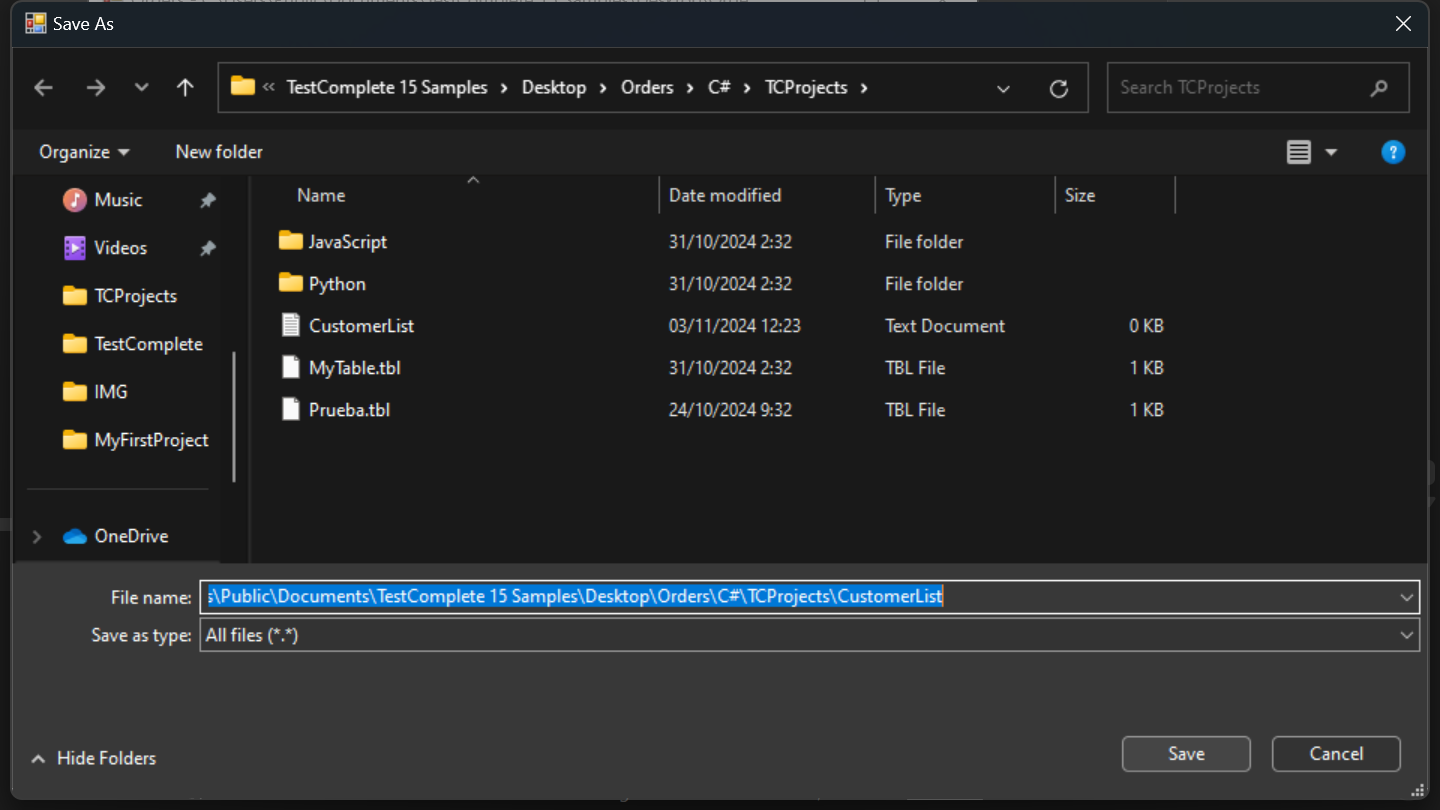 Save As
« TestComplete 15 Samples > Desktop > Orders > C# > TCProjects >
Search TCProjects
Organize
New folder
?
Music
Videos
TCProjects
TestComplete
IMG
MyFirstProject
OneDrive
Name Date modified Type Size
JavaScript 31/10/2024 2:32 File folder
Python 31/10/2024 2:32 File folder
CustomerList 03/11/2024 12:23 Text Document 0 KB
MyTable.tbl 31/10/2024 2:32 TBL File 1 KB
Prueba.tbl 24/10/2024 9:32 TBL File 1 KB
File name: s\Public\Documents\TestComplete 15 Samples\Desktop\Orders\C#\TCProjects\CustomerList
Save as type: All files (*.*)
Hide Folders
Save
Cancel